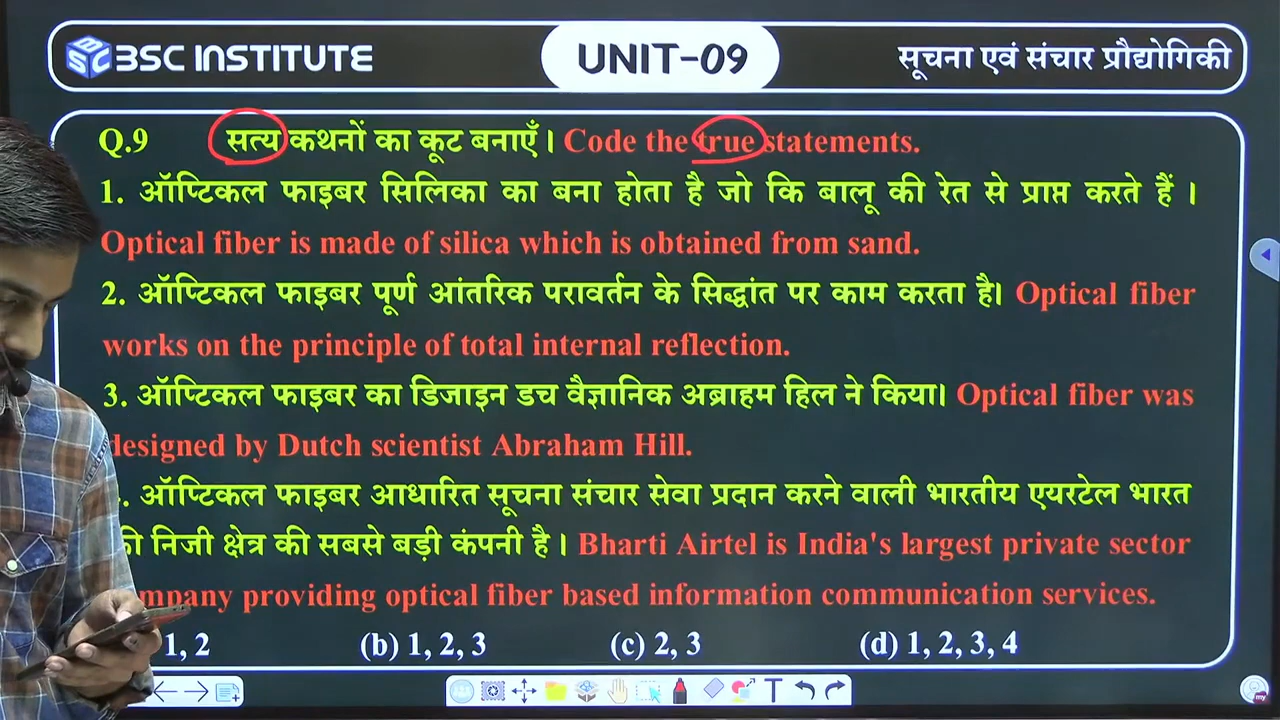 BSC INSTITUTE
UNIT-09
सूचना एवं संचार प्रौद्योगिकी
Q.9 सत्य कथनों का कूट बनाएँ। Code the true statements.
1. ऑप्टिकल फाइबर सिलिका का बना होता है जो कि बालू की रेत से प्राप्त करते हैं ।
Optical fiber is made of silica which is obtained from sand.
2. ऑप्टिकल फाइबर पूर्ण आंतरिक परावर्तन के सिद्धांत पर काम करता है। Optical fiber
works on the principle of total internal reflection.
3. ऑप्टिकल फाइबर का डिजाइन डच वैज्ञानिक अब्राहम हिल ने किया। Optical fiber was
designed by Dutch scientist Abraham Hill.
ऑप्टिकल फाइबर आधारित सूचना संचार सेवा प्रदान करने वाली भारतीय एयरटेल भारत
निजी क्षेत्र की सबसे बड़ी कंपनी है । Bharti Airtel is India's largest private sector
providing optical fiber based information communication services.
1, 2 (b) 1, 2, 3 (c) 2, 3 (d) 1, 2, 3, 4